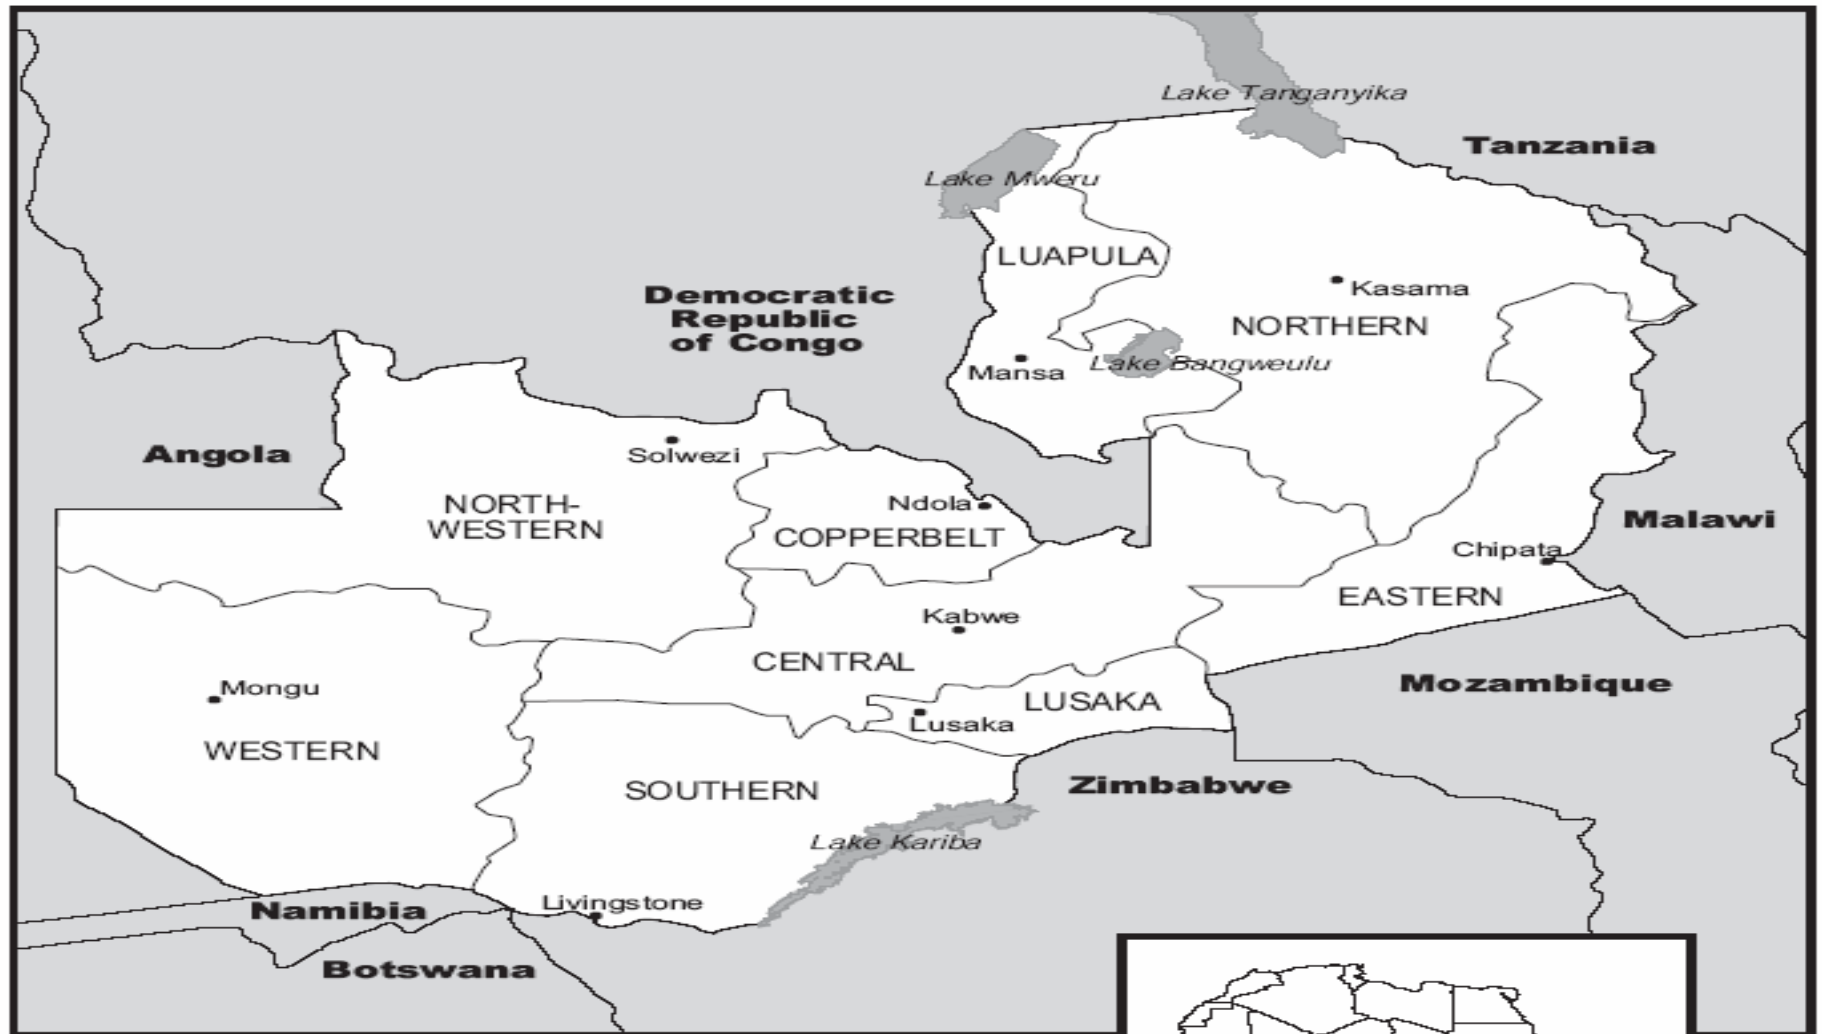 Lake Tanganyika
Tanzania
Lake Mweru
LUAPULA
Kasama
Democratic
Republic
of Congo
NORTHERN
Mansa
Lake Bangweulu
Angola
Solwezi
NORTH-
WESTERN
Ndola
COPPERBELT
Malawi
Chipata
EASTERN
Kabwe
CENTRAL
Mongu
LUSAKA
Lusaka
Mozambique
WESTERN
SOUTHERN
Zimbabwe
Lake Kariba
Livingstone
Namibia
Botswana